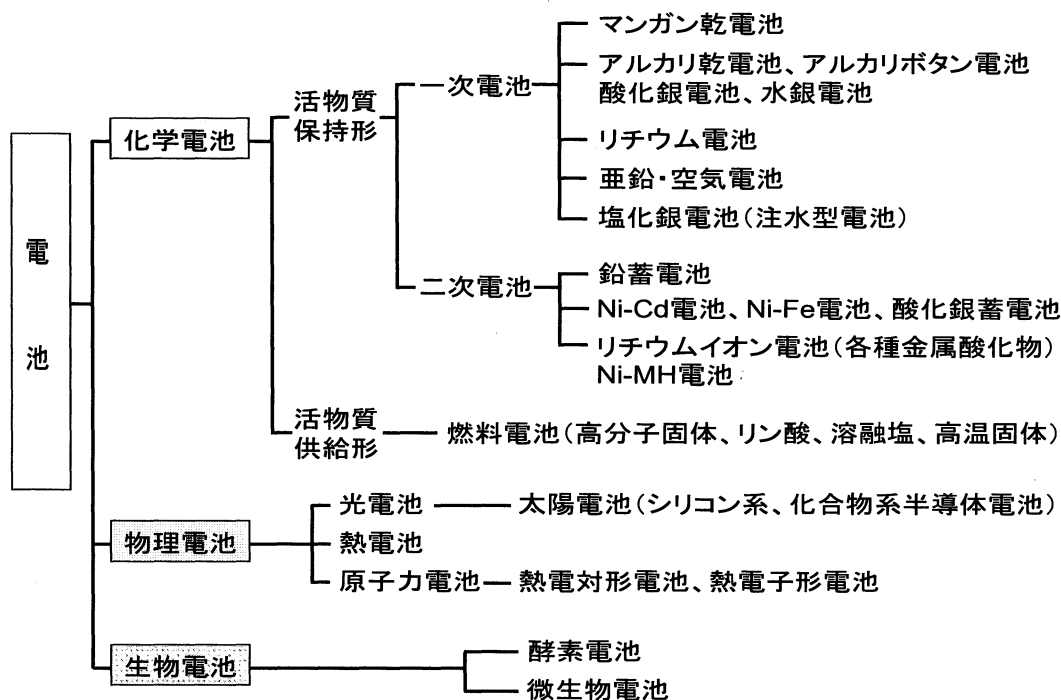 電池
化学電池
活物質
保持形
一次電池
マンガン乾電池
アルカリ乾電池、アルカリボタン電池
酸化銀電池、水銀電池
リチウム電池
亜鉛・空気電池
塩化銀電池（注水型電池）
二次電池
鉛蓄電池
Ni-Cd電池、Ni-Fe電池、酸化銀蓄電池
リチウムイオン電池（各種金属酸化物）
Ni-MH電池
活物質
供給形
燃料電池（高分子固体、リン酸、溶融塩、高温固体）
物理電池
光電池
太陽電池（シリコン系、化合物系半導体電池）
熱電池
原子力電池
熱電対形電池、熱電子形電池
生物電池
酵素電池
微生物電池